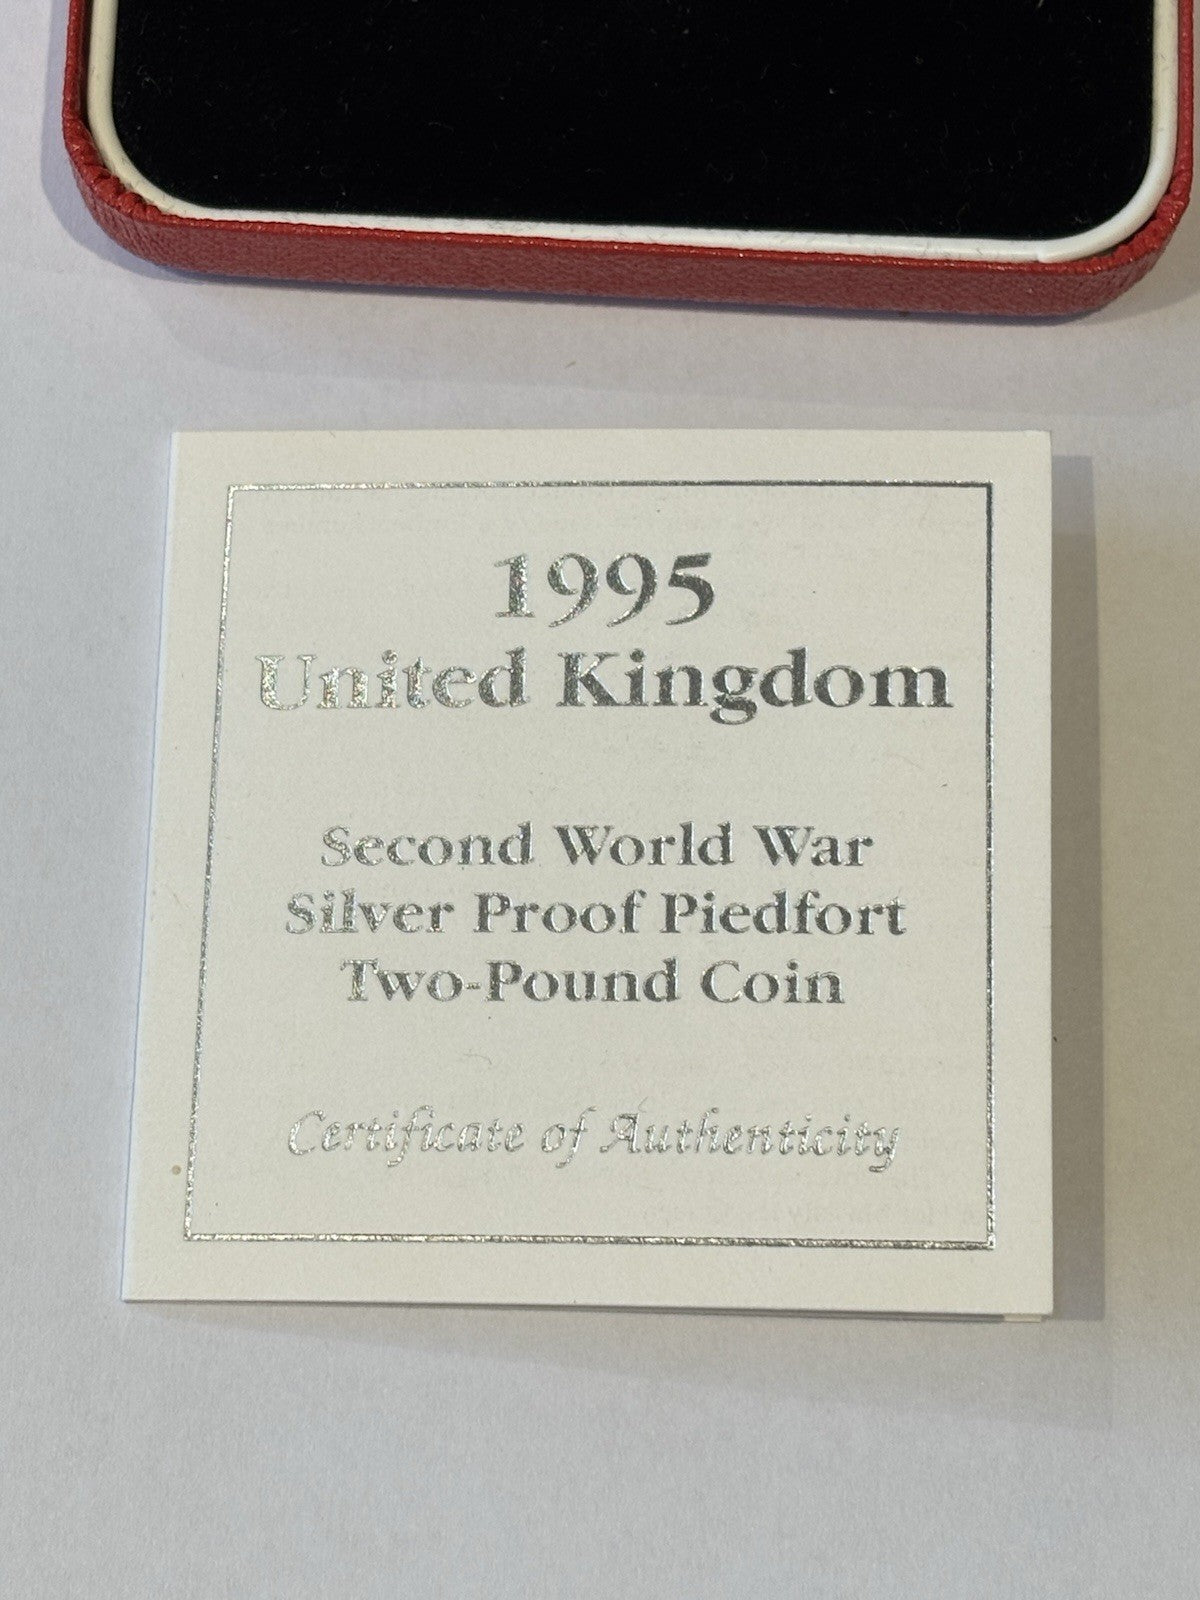 1995
United Kingdom
Second World War
Silver Proof Piedfort
Two-Pound Coin
Certificate of Authenticity